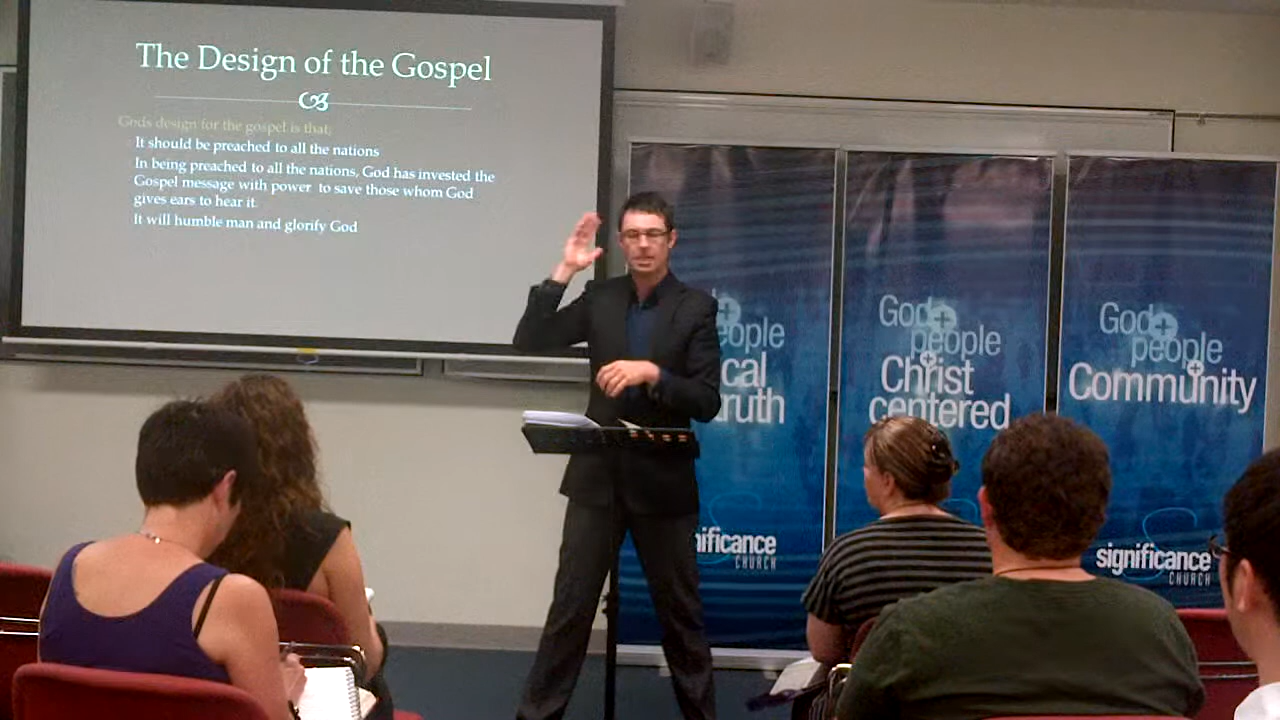 The Design of the Gospel
Gods design for the gospel is that;
It should be preached to all the nations
In being preached to all the nations, God has invested the
Gospel message with power to save those whom God
gives ears to hear it.
It will humble man and glorify God
people
God
people
Christ
centered
God
people
Community
significance
CHURCH
CHURCH